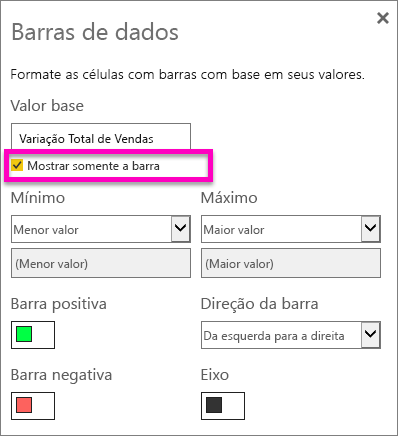 Barras de dados
Formate as células com barras com base em seus valores.
Valor base
Variação Total de Vendas
Mostrar somente a barra
Mínimo
Máximo
Menor valor
Maior valor
(Menor valor)
(Maior valor)
Barra positiva
Direção da barra
Da esquerda para a direita
Barra negativa
Eixo